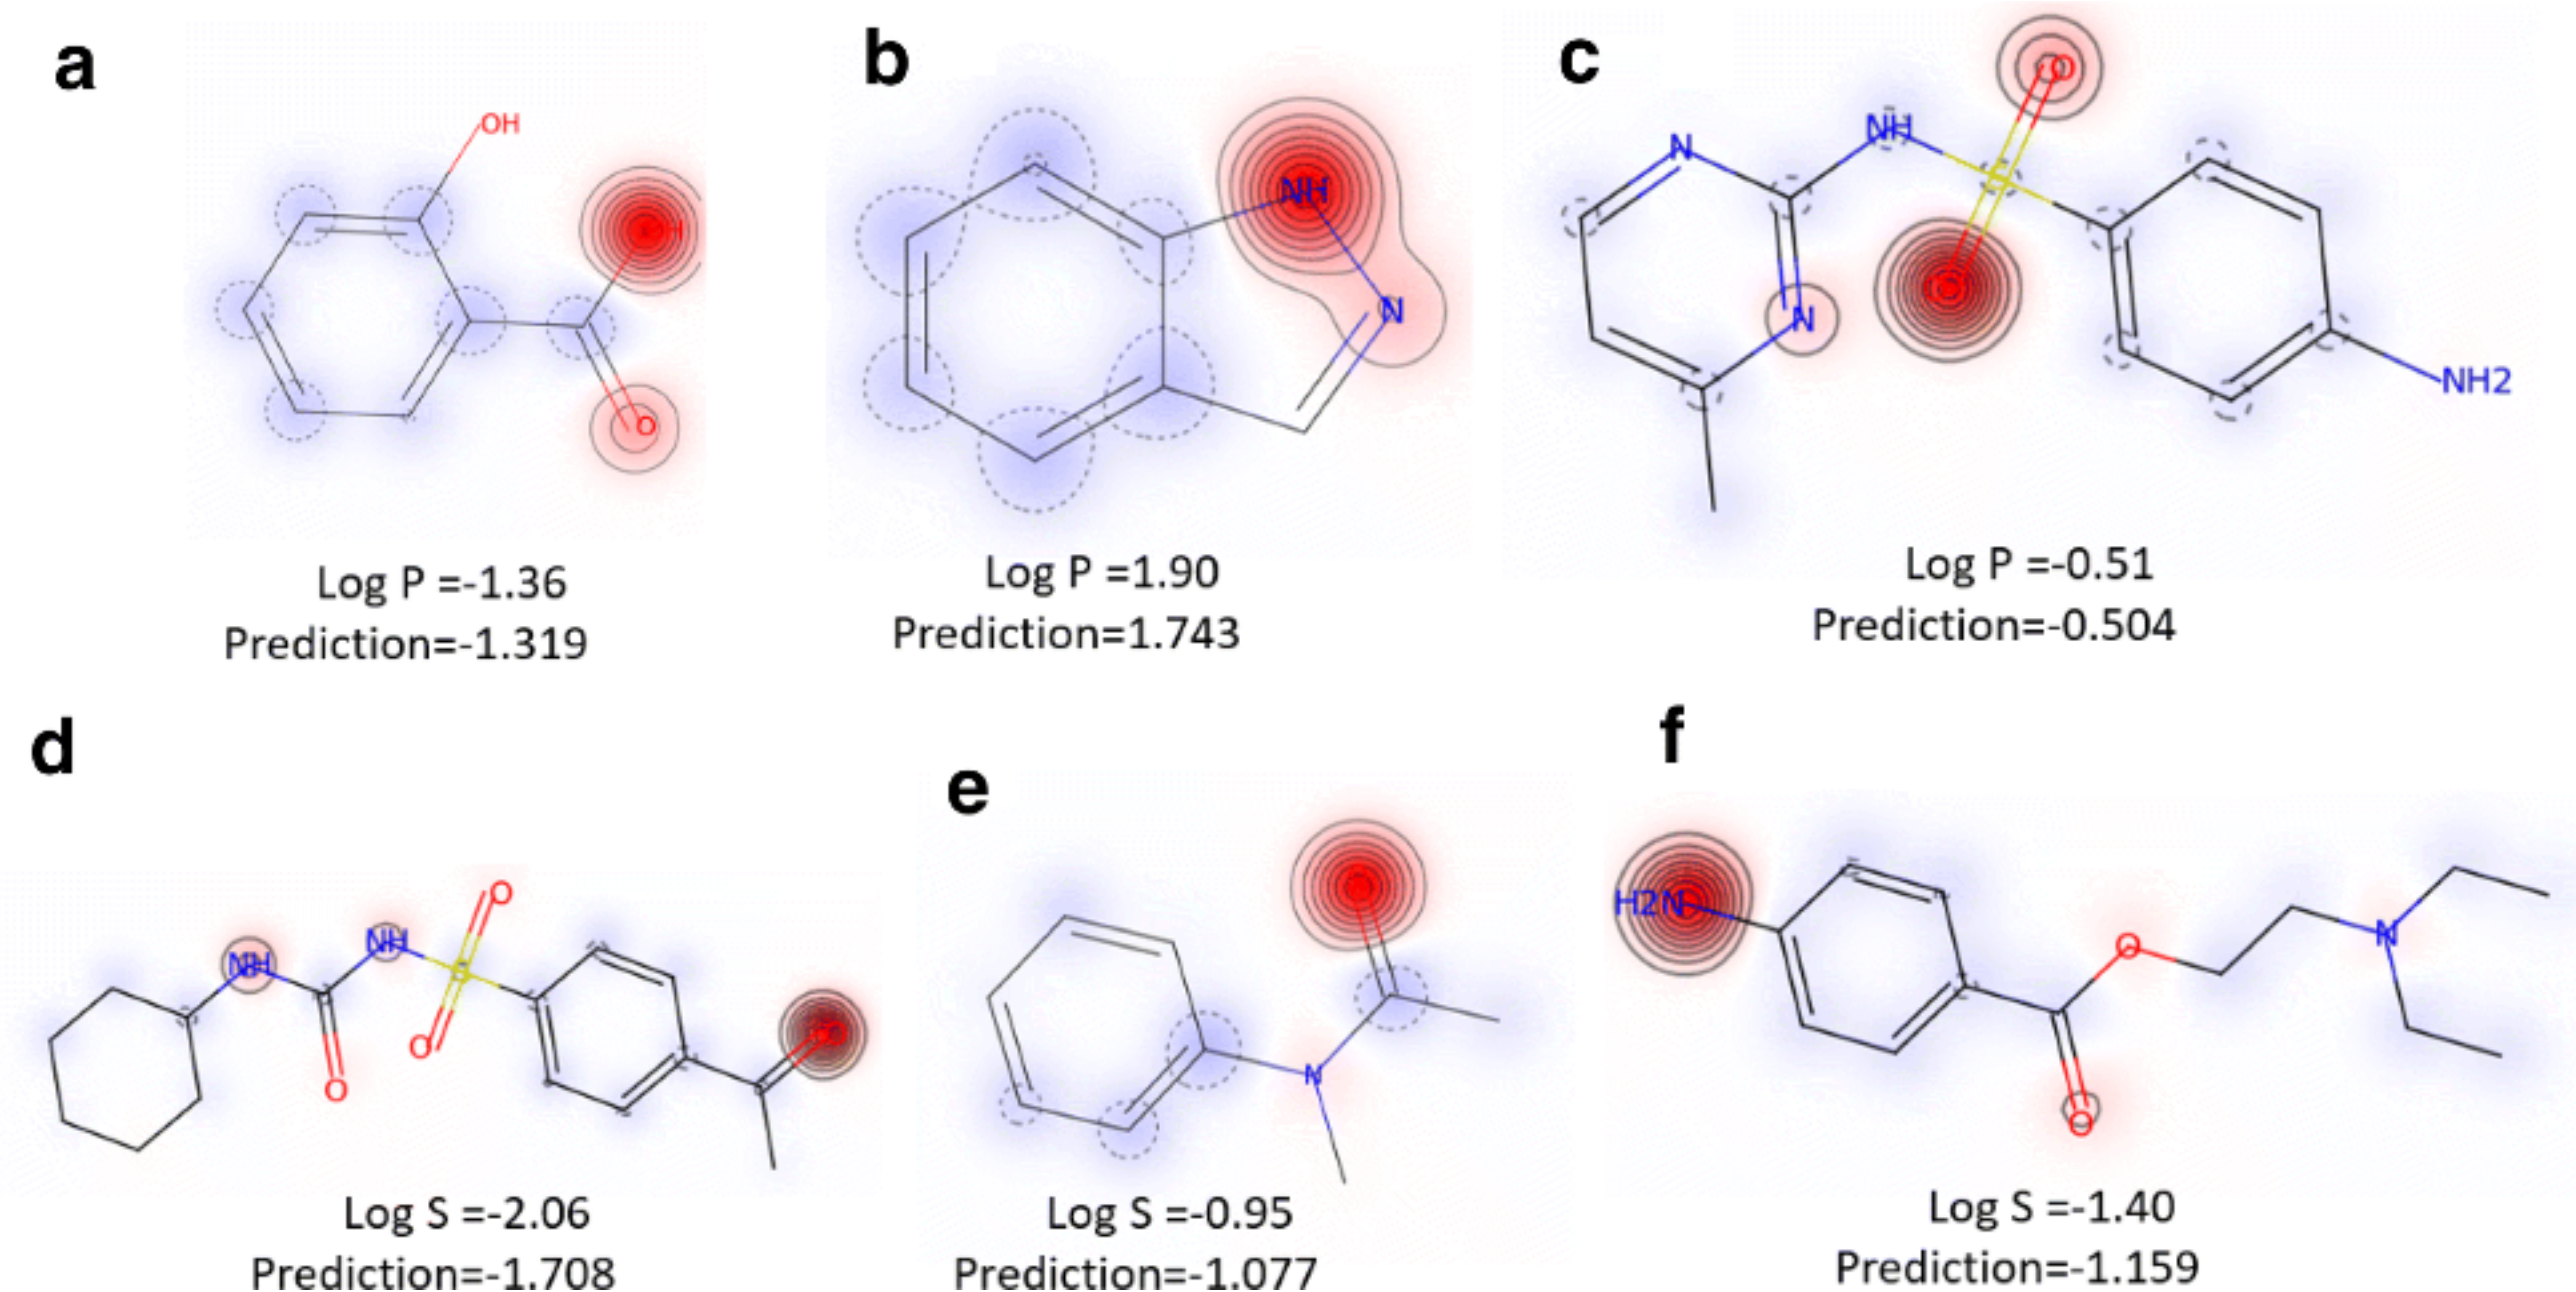 a
OH
OH
O
Log P =-1.36
Prediction=-1.319
b
NH
N
Log P =1.90
Prediction=1.743
c
O
NH
N
N
O
NH2
Log P =-0.51
Prediction=-0.504
d
O
NH
NH
S
O
O
O
Log S =-2.06
Prediction=-1.708
e
N
Log S =-0.95
Prediction=-1.077
f
H2N
O
N
O
Log S =-1.40
Prediction=-1.159